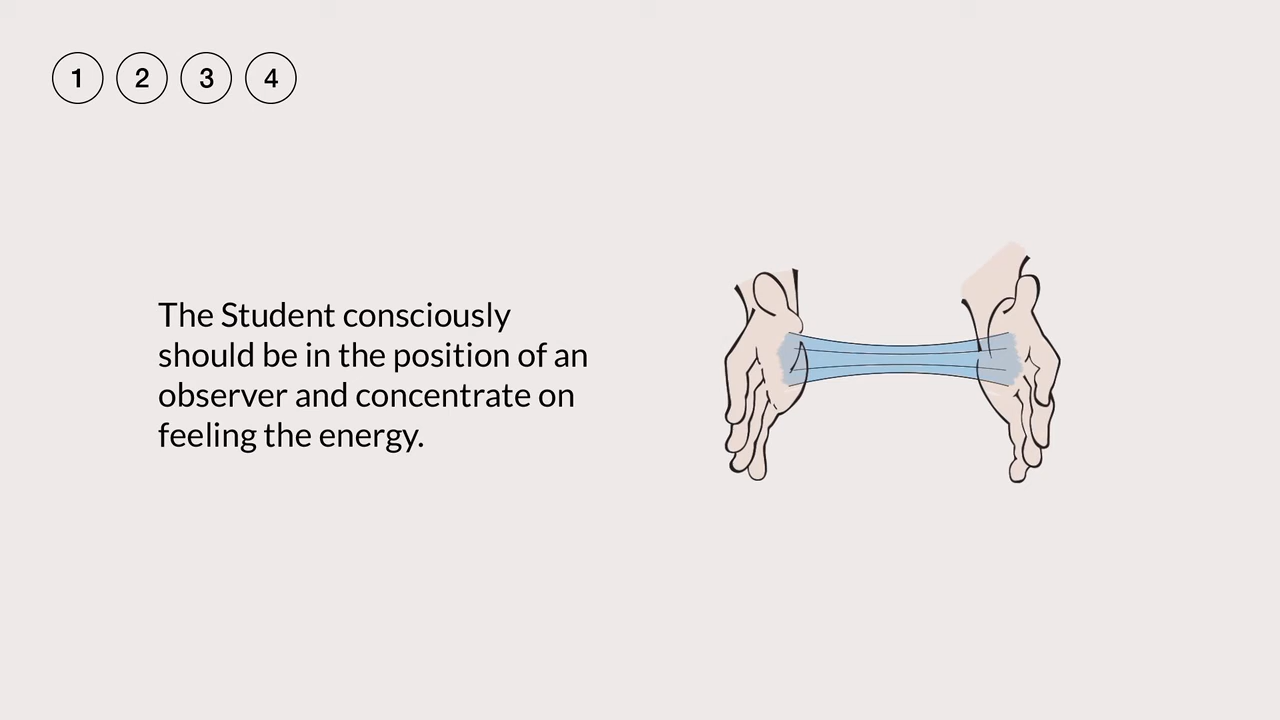 1 2 3 4
The Student consciously
should be in the position of an
observer and concentrate on
feeling the energy.